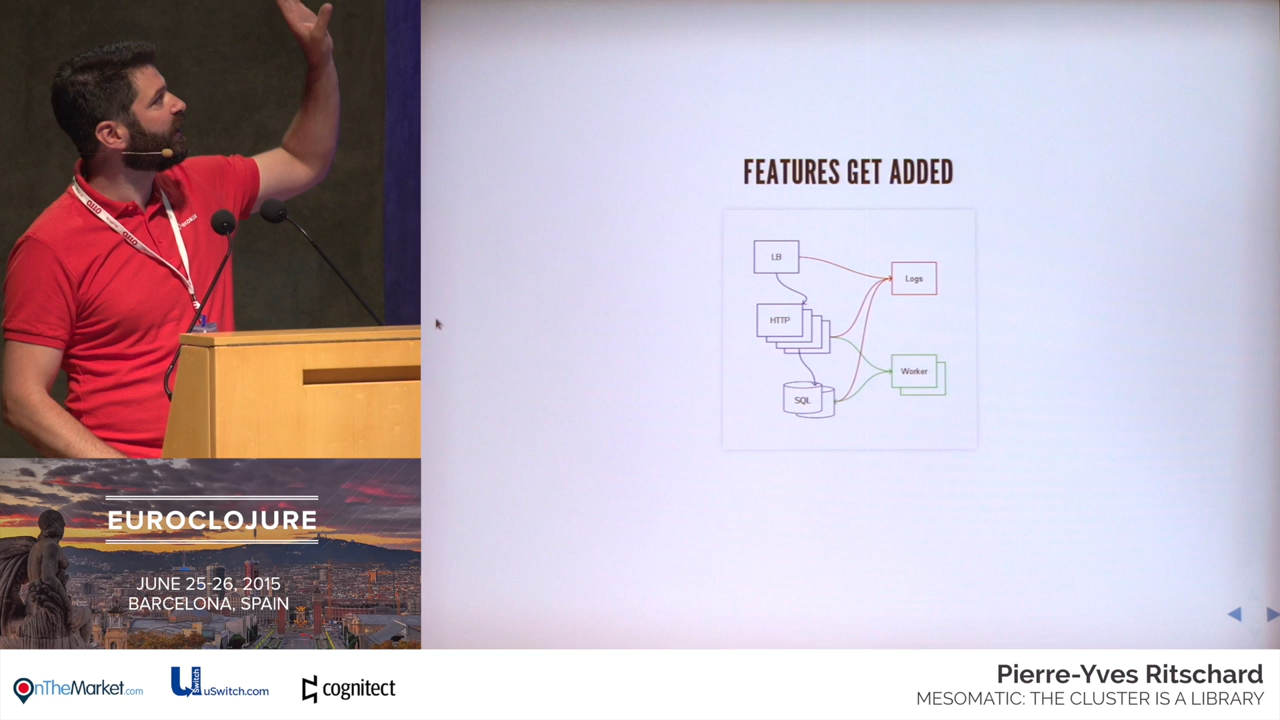 FEATURES GET ADDED
LB
Logs
HTTP
Worker
SQL
EUROCLOJURE
JUNE 25-26, 2015
BARCELONA, SPAIN
OnTheMarket.com
USwitch
uSwitch.com
cognitect
Pierre-Yves Ritschard
MESOMATIC: THE CLUSTER IS A LIBRARY